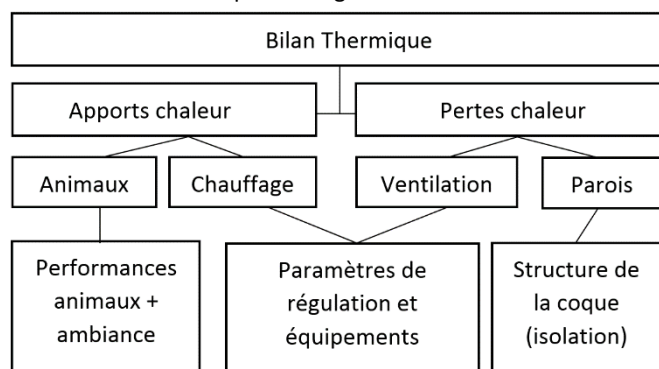 Bilan Thermique
Apports chaleur
Pertes chaleur
Animaux
Chauffage
Ventilation
Parois
Performances
animaux +
ambiance
Paramètres de
régulation et
équipements
Structure de
la coque
(isolation)